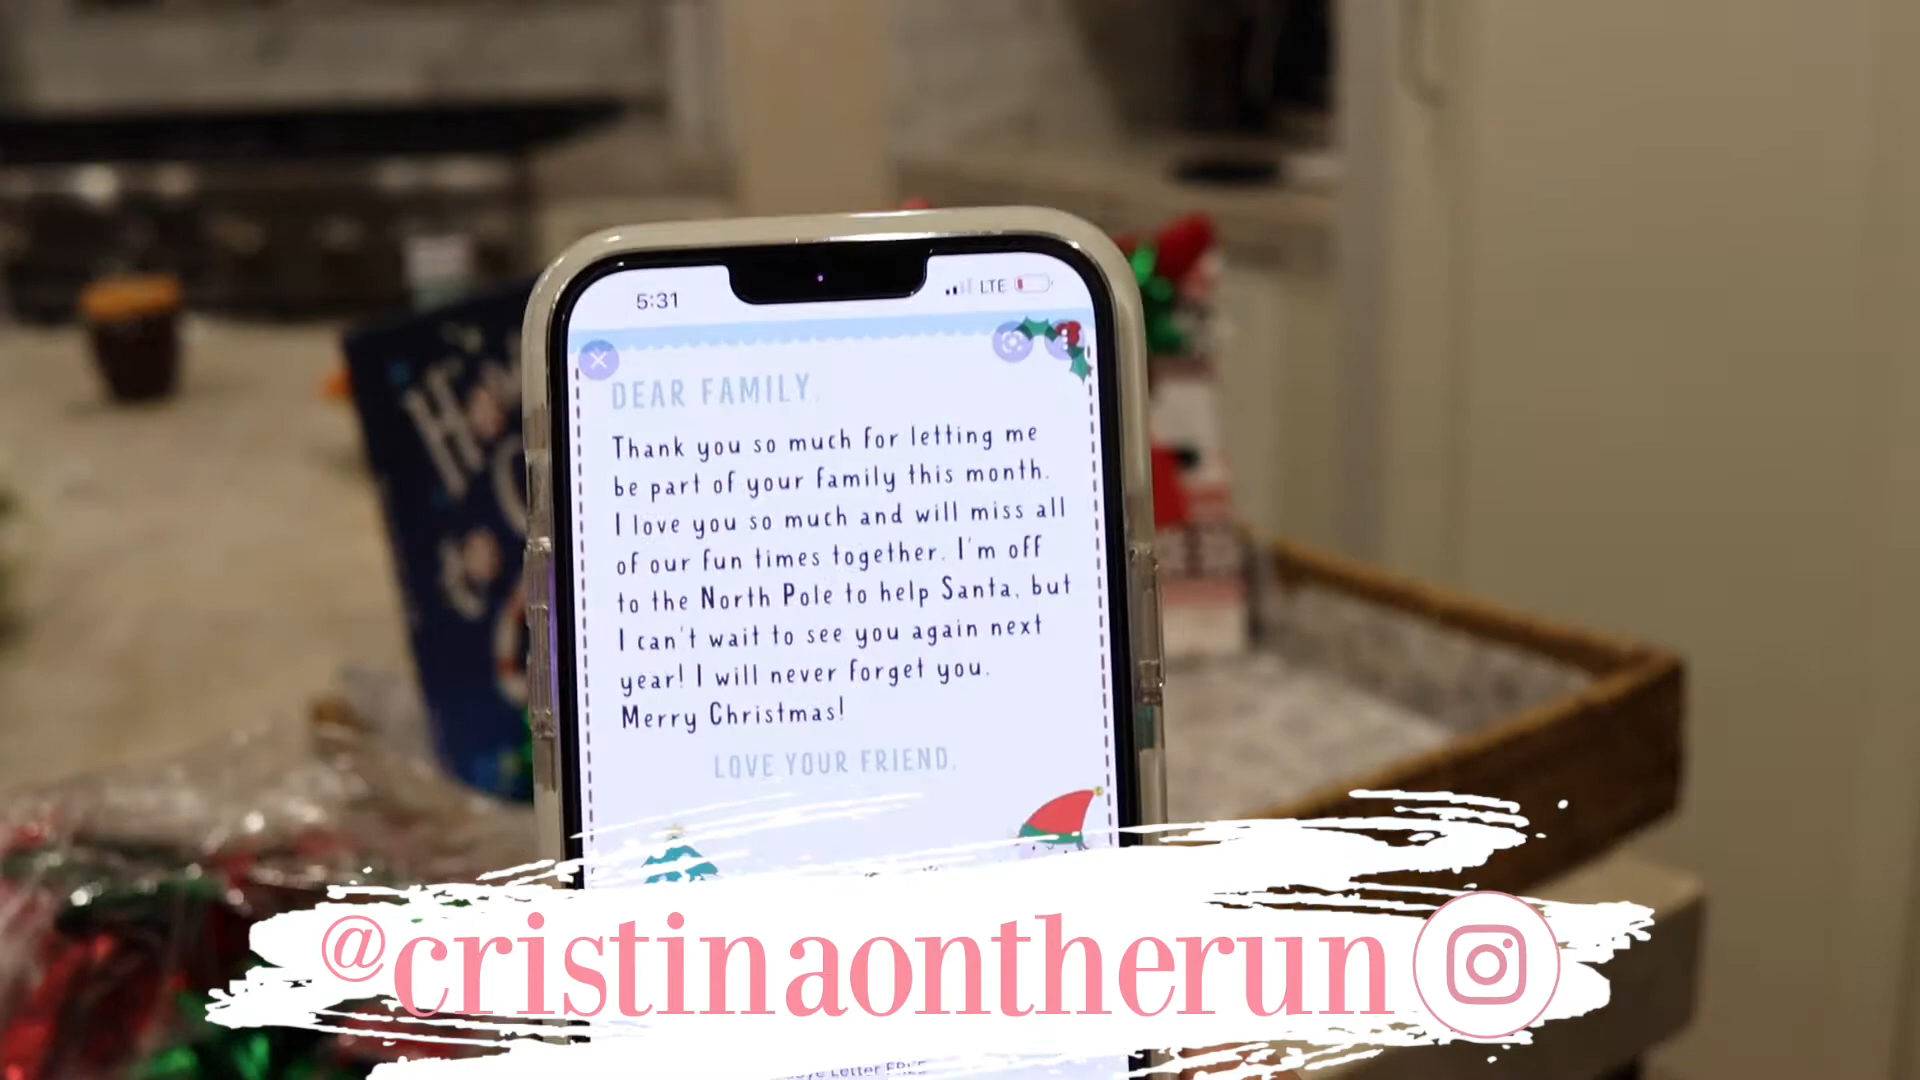 5:31
LTE
DEAR FAMILY,
Thank you so much for letting me
be part of your family this month.
I love you so much and will miss all
of our fun times together. I'm off
to the North Pole to help Santa, but
I can't wait to see you again next
year! I will never forget you.
Merry Christmas!
LOVE YOUR FRIEND,
@cristinaontherun
Letter FREE